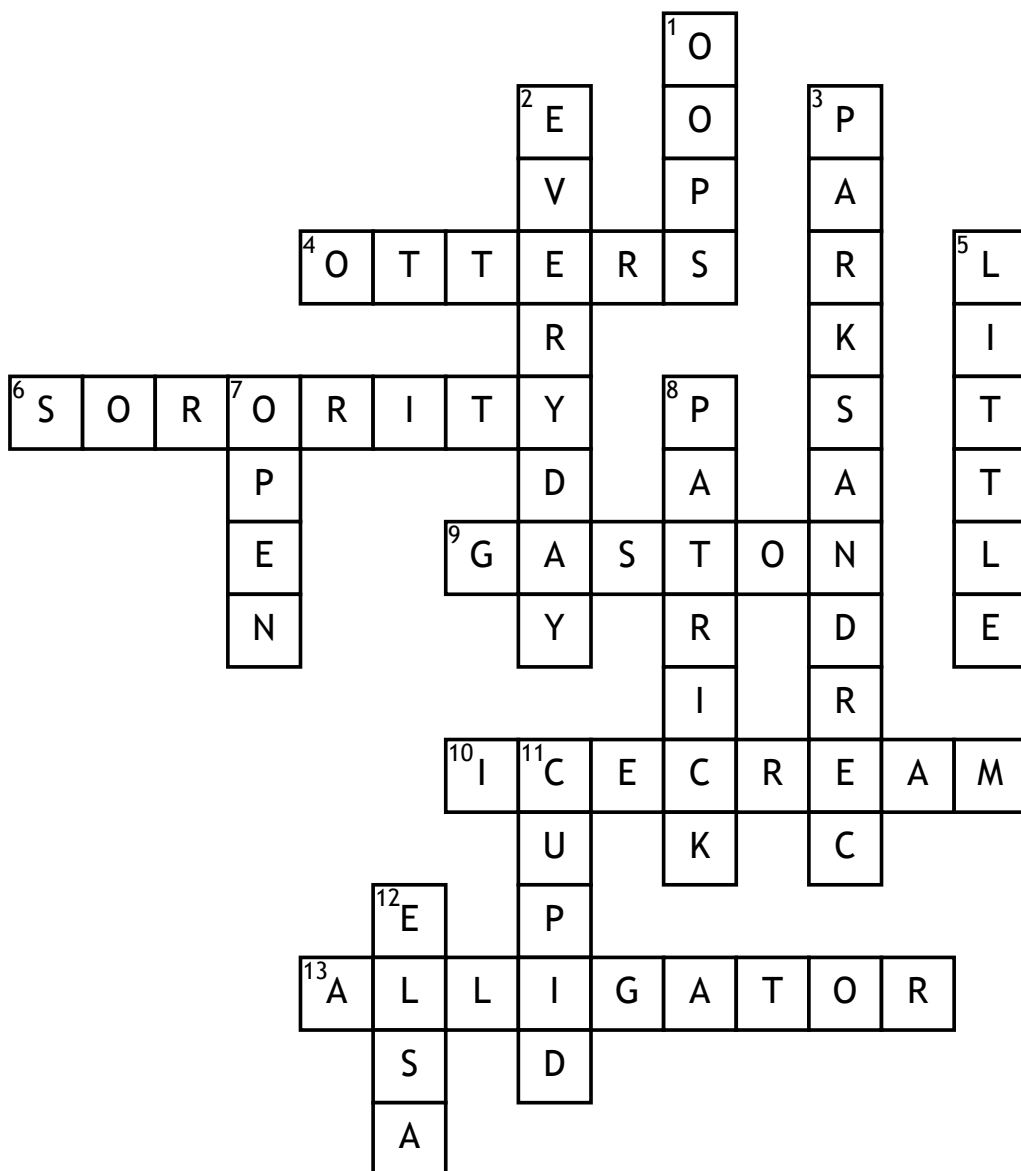 1 O
2 E O 3 P
V P A
4 O T T E R S R 5 L
R K I
6 S O R 7 O R I T Y 8 P S T
P D A A T
E 9 G A S T O N L
N Y R D E
I R
10 I 11 C E C R E A M
U K C
12 E P
13 A L L I G A T O R
S D
A